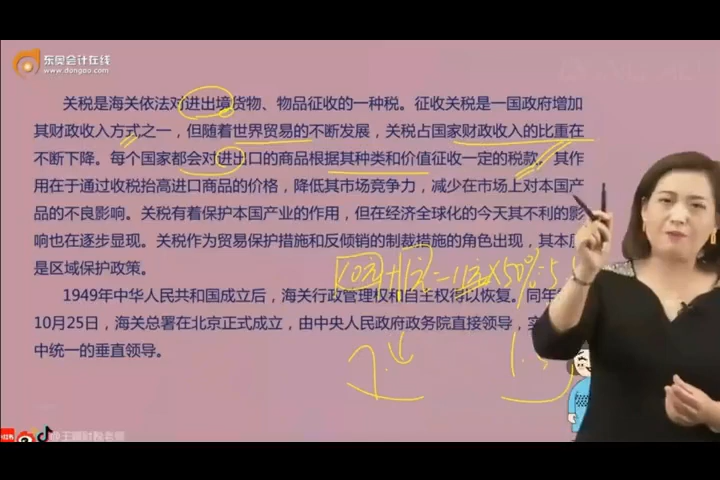 东奥会计在线
www.dongao.com
关税是海关依法对进出境货物、物品征收的一种税。征收关税是一国政府增加
其财政收入方式之一，但随着世界贸易的不断发展，关税占国家财政收入的比重在
不断下降。每个国家都会对进出口的商品根据其种类和价值征收一定的税款。其作
用在于通过收税抬高进口商品的价格，降低其市场竞争力，减少在市场上对本国产
品的不良影响。关税有着保护本国产业的作用，但在经济全球化的今天其不利的影
响也在逐步显现。关税作为贸易保护措施和反倾销的制裁措施的角色出现，其本
是区域保护政策。
1949年中华人民共和国成立后，海关行政管理权和自主权得以恢复。同年
10月25日，海关总署在北京正式成立，由中央人民政府政务院直接领导，
中统一的垂直领导。